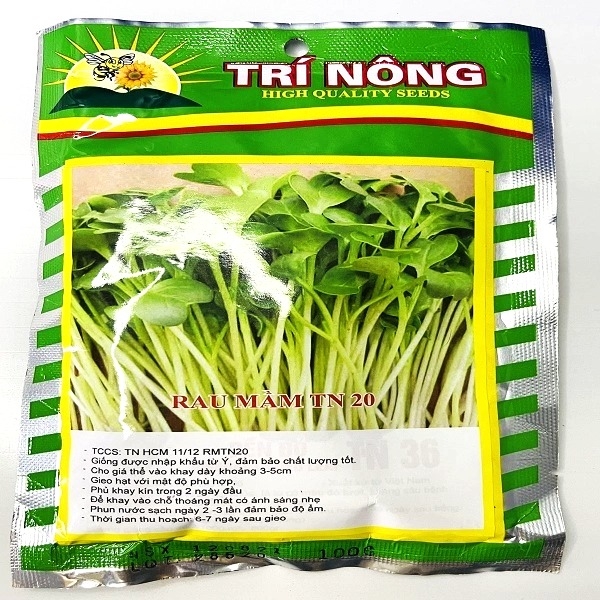 TRÍ NÔNG
HIGH QUALITY SEEDS
RAU MẦM TN 20
- TCCS: TN HCM 11/12 RMTN20
- Giống được nhập khẩu từ Ý, đảm bảo chất lượng tốt.
- Cho giá thể vào khay dày khoảng 3-5cm
- Gieo hạt với mật độ phù hợp,
- Phủ khay kín trong 2 ngày đầu
- Để khay vào chỗ thoáng mát có ánh sáng nhẹ
- Phun nước sạch ngày 2 -3 lần đảm bảo độ ẩm.
- Thời gian thu hoạch: 6-7 ngày sau gieo
N 36
NSX
100G